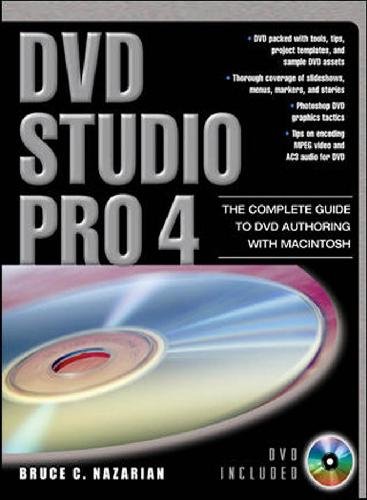 DVD
STUDIO
PRO 4
• DVD packed with tools, tips,
project templates, and
sample DVD assets
• Thorough coverage of slideshows,
menus, markers, and stories
• Photoshop DVD
graphics tactics
• Tips on encoding
MPEG video and
AC3 audio for DVD
THE COMPLETE GUIDE
TO DVD AUTHORING
WITH MACINTOSH
BRUCE C. NAZARIAN
DVD
INCLUDED